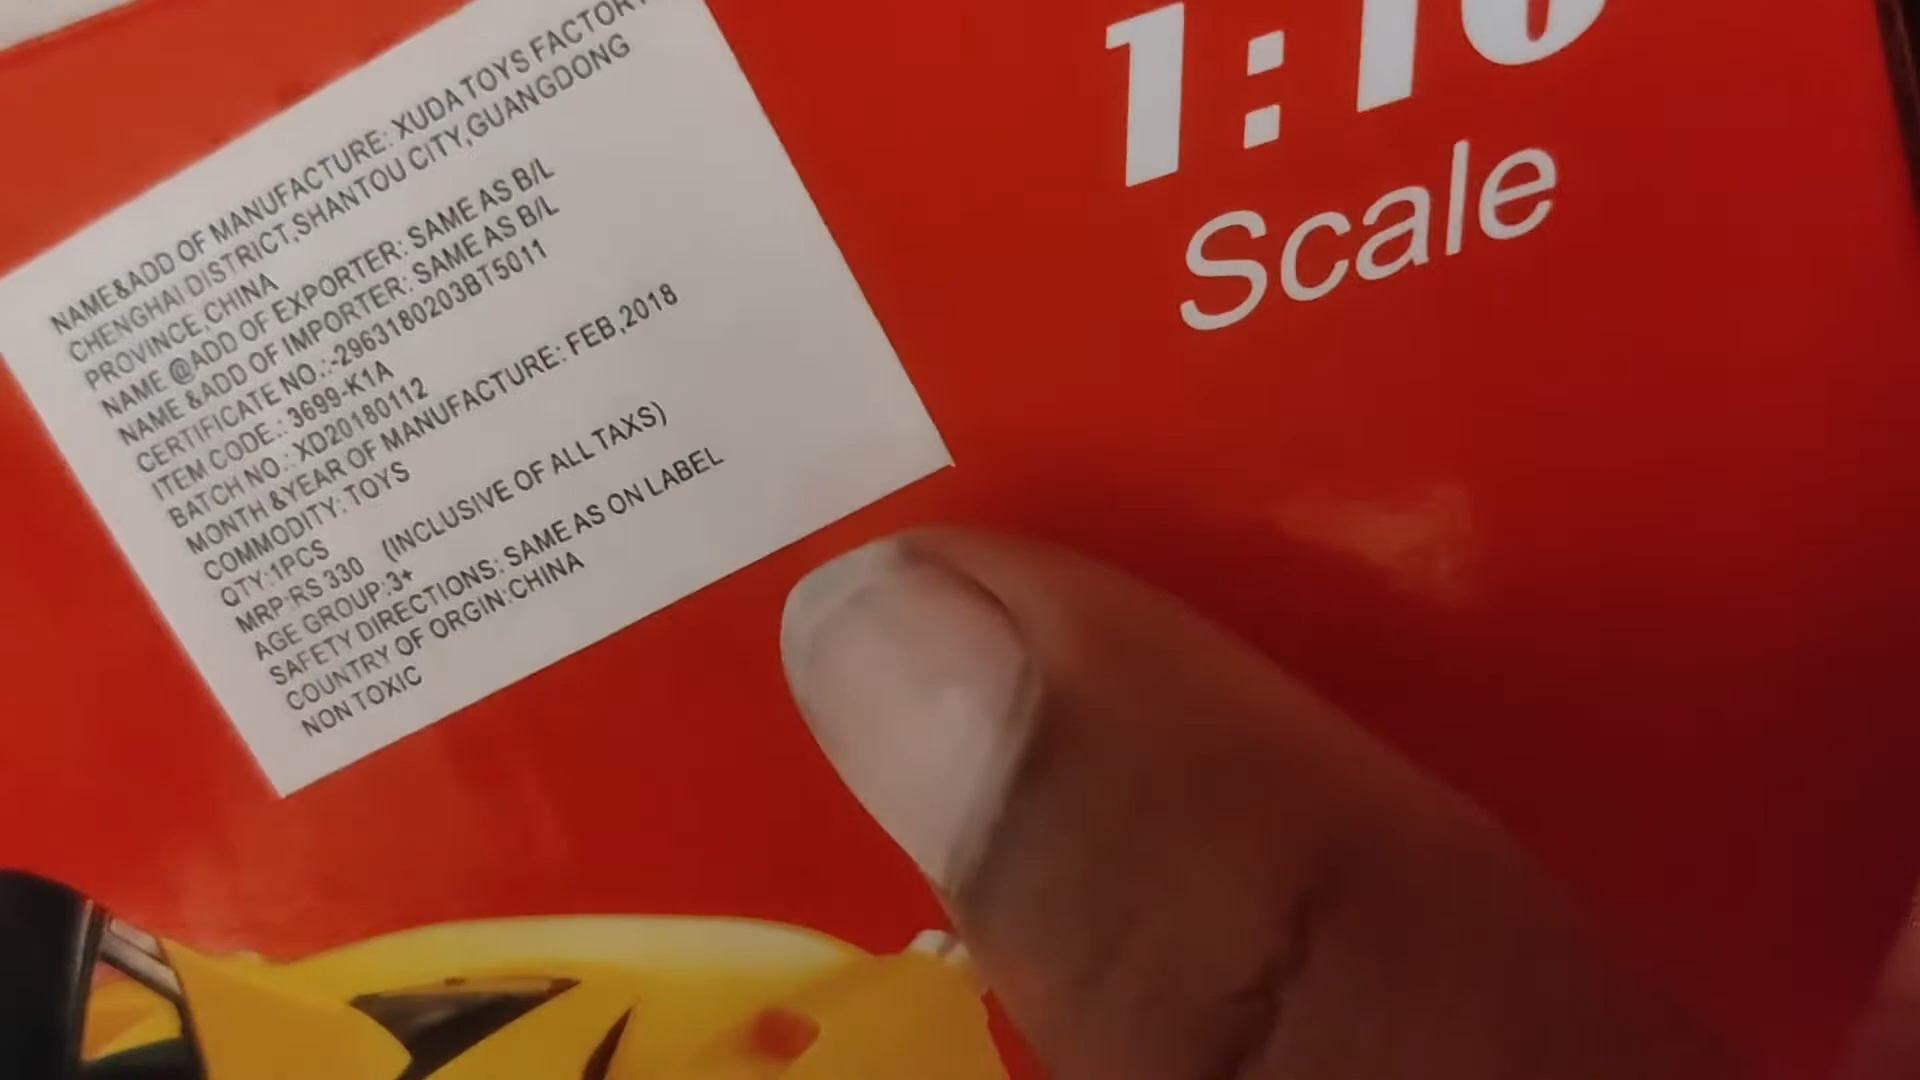 NAME&ADD OF MANUFACTURE: XUDA TOYS FACTORY
CHENGHAI DISTRICT,SHANTOU CITY,GUANGDONG
PROVINCE,CHINA
NAME @ADD OF EXPORTER: SAME AS B/L
NAME &ADD OF IMPORTER: SAME AS B/L
CERTIFICATE NO.:-2963180203BT5011
ITEM CODE.: 3699-K1A
BATCH NO.: XD20180112
MONTH &YEAR OF MANUFACTURE: FEB,2018
COMMODITY: TOYS
QTY:1PCS
MRP:RS 330 (INCLUSIVE OF ALL TAXS)
AGE GROUP:3+
SAFETY DIRECTIONS: SAME AS ON LABEL
COUNTRY OF ORGIN:CHINA
NON TOXIC
Scale